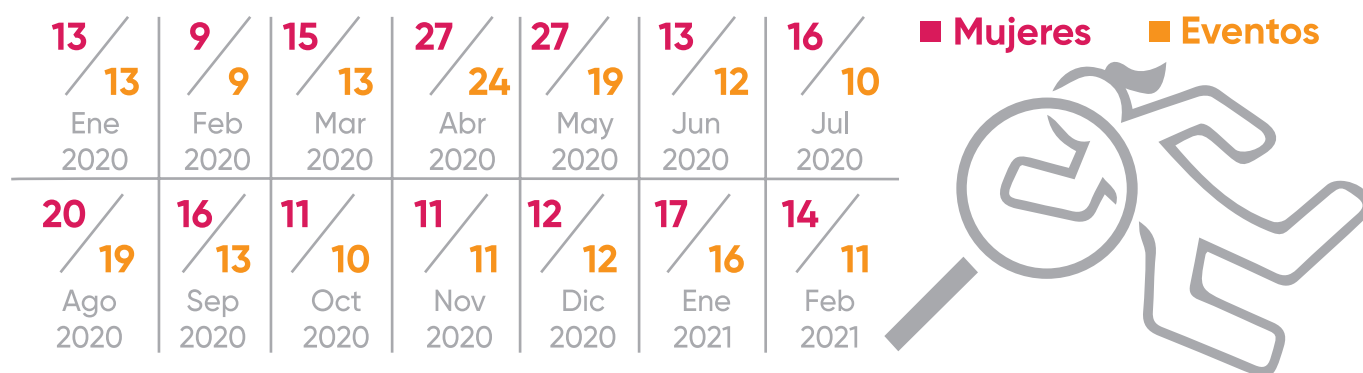 13 9 15 27 27 13 16
13 9 13 24 19 12 10
Ene Feb Mar Abr May Jun Jul
2020 2020 2020 2020 2020 2020 2020
20 16 11 11 12 17 14
19 13 10 11 12 16 11
Ago Sep Oct Nov Dic Ene Feb
2020 2020 2020 2020 2020 2021 2021
Mujeres Eventos